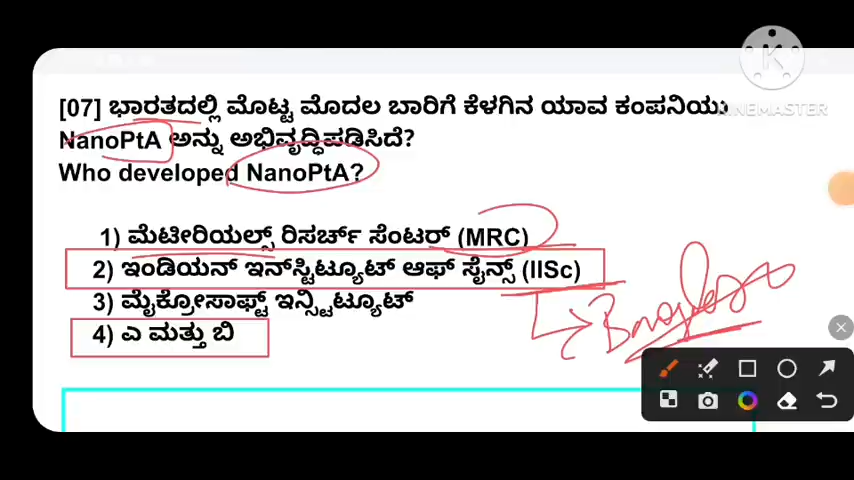 KINEMASTER
[07] ಭಾರತದಲ್ಲಿ ಮೊಟ್ಟ ಮೊದಲ ಬಾರಿಗೆ ಕೆಳಗಿನ ಯಾವ ಕಂಪನಿಯು
NanoPtA ಅನ್ನು ಅಭಿವೃದ್ಧಿಪಡಿಸಿದೆ?
Who developed NanoPtA?
1) ಮೆಟೀರಿಯಲ್ಸ್ ರಿಸರ್ಚ್ ಸೆಂಟರ್ (MRC)
2) ಇಂಡಿಯನ್ ಇನ್‌ಸ್ಟಿಟ್ಯೂಟ್ ಆಫ್ ಸೈನ್ಸ್ (IISc)
3) ಮೈಕ್ರೋಸಾಫ್ಟ್ ಇನ್ಸ್ಟಿಟ್ಯೂಟ್
4) ಎ ಮತ್ತು ಬಿ